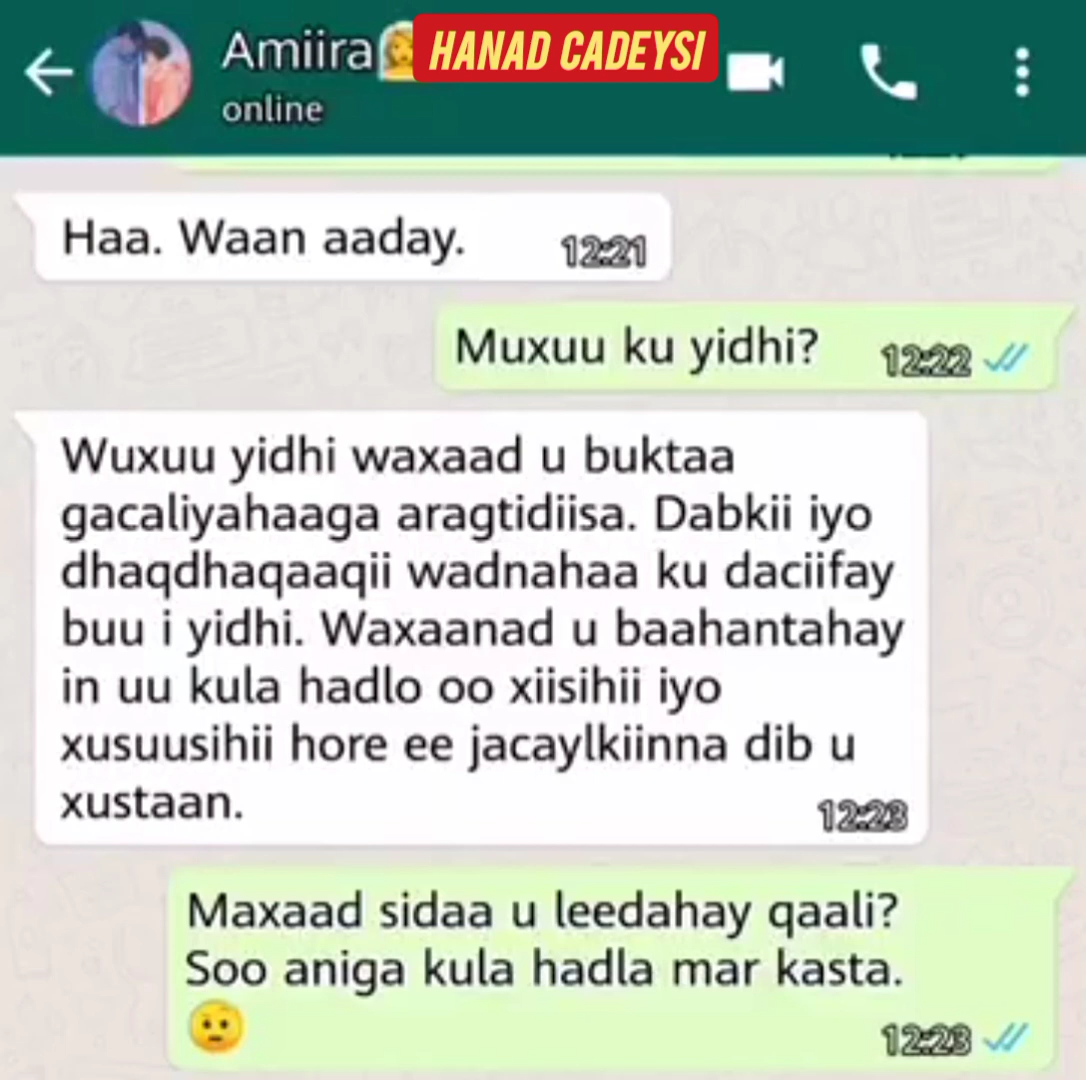 Amiira
HANAD CADEYSI
online
Haa. Waan aaday.
12:21
Muxuu ku yidhi?
12:22
Wuxuu yidhi waxaad u buktaa
gacaliyahaaga aragtidiisa. Dabkii iyo
dhaqdhaqaaqii wadnahaa ku daciifay
buu i yidhi. Waxaanad u baahantahay
in uu kula hadlo oo xiisihii iyo
xusuusihii hore ee jacaylkiinna dib u
xustaan.
12:23
Maxaad sidaa u leedahay qaali?
Soo aniga kula hadla mar kasta.
🤨
12:23